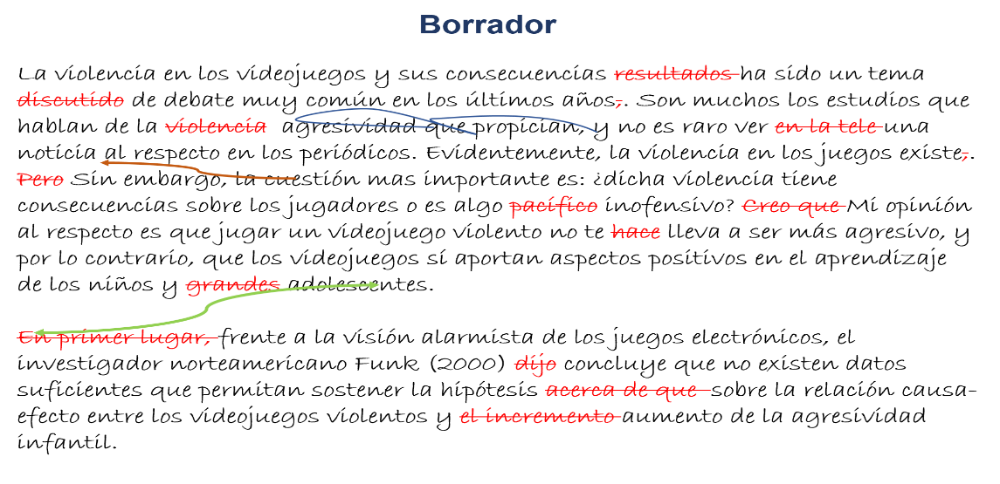 Borrador
La violencia en los videojuegos y sus consecuencias resultados ha sido un tema
discutido de debate muy común en los últimos años,. Son muchos los estudios que
hablan de la violencia agresividad que propician, y no es raro ver en la tele una
noticia al respecto en los periódicos. Evidentemente, la violencia en los juegos existe,.
Pero Sin embargo, la cuestión mas importante es: ¿dicha violencia tiene
consecuencias sobre los jugadores o es algo pacífico inofensivo? Creo que Mi opinión
al respecto es que jugar un videojuego violento no te hace lleva a ser más agresivo, y
por lo contrario, que los videojuegos sí aportan aspectos positivos en el aprendizaje
de los niños y grandes adolescentes.
En primer lugar, frente a la visión alarmista de los juegos electrónicos, el
investigador norteamericano Funk (2000) dijo concluye que no existen datos
suficientes que permitan sostener la hipótesis acerca de que sobre la relación causa-
efecto entre los videojuegos violentos y el incremento aumento de la agresividad
infantil.